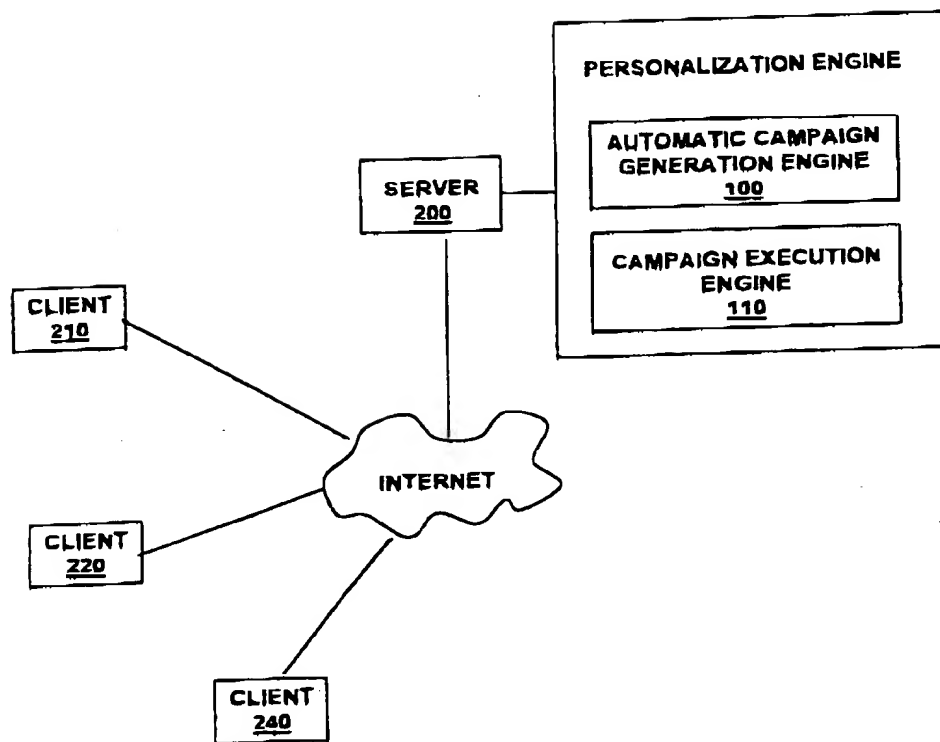 PERSONALIZATION ENGINE
AUTOMATIC CAMPAIGN
GENERATION ENGINE
100
SERVER
200
CAMPAIGN EXECUTION
ENGINE
110
CLIENT
210
INTERNET
CLIENT
220
CLIENT
240